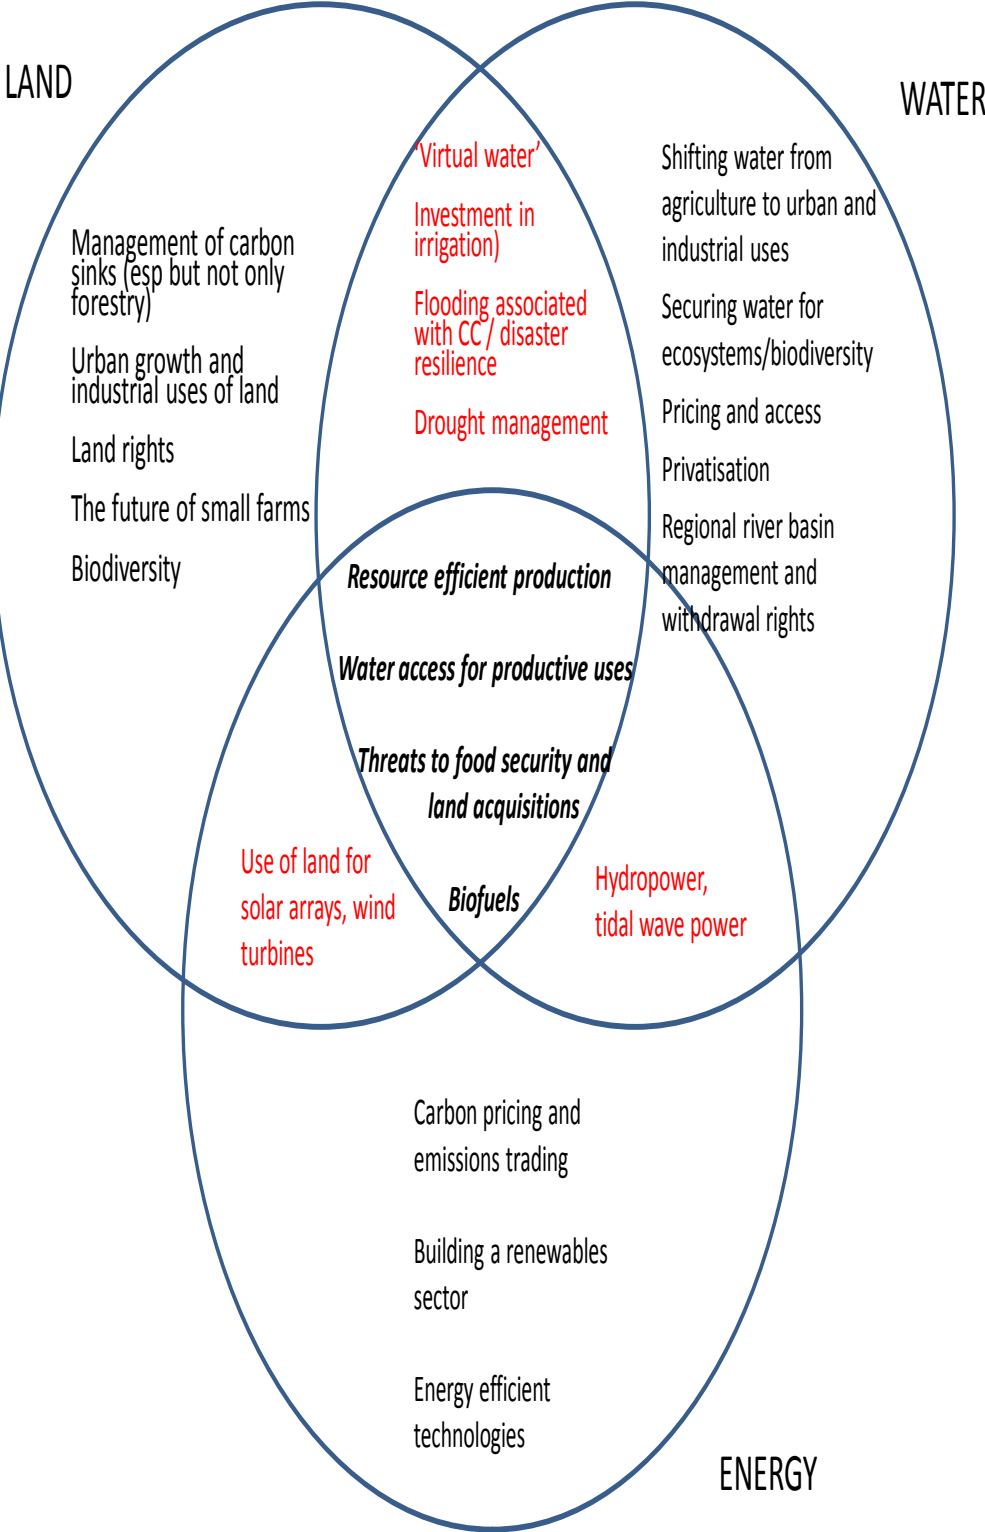 LAND
WATER
Management of carbon
sinks (esp but not only
forestry)
Urban growth and
industrial uses of land
Land rights
The future of small farms
Biodiversity
‘Virtual water’
Investment in
irrigation)
Flooding associated
with CC / disaster
resilience
Drought management
Shifting water from
agriculture to urban and
industrial uses
Securing water for
ecosystems/biodiversity
Pricing and access
Privatisation
Regional river basin
management and
withdrawal rights
Resource efficient production
Water access for productive uses
Threats to food security and
land acquisitions
Biofuels
Use of land for
solar arrays, wind
turbines
Hydropower,
tidal wave power
Carbon pricing and
emissions trading
Building a renewables
sector
Energy efficient
technologies
ENERGY